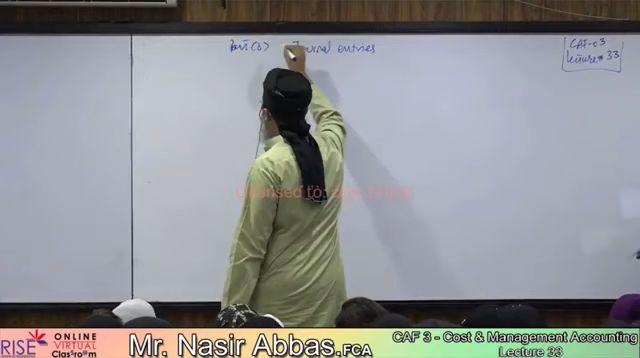 Part (a) Journal entries
CAF-03
Lecture# 33
RISE ONLINE VIRTUAL Classroom
Mr. Nasir Abbas.FCA
CAF 3 - Cost & Management Accounting
Lecture 33